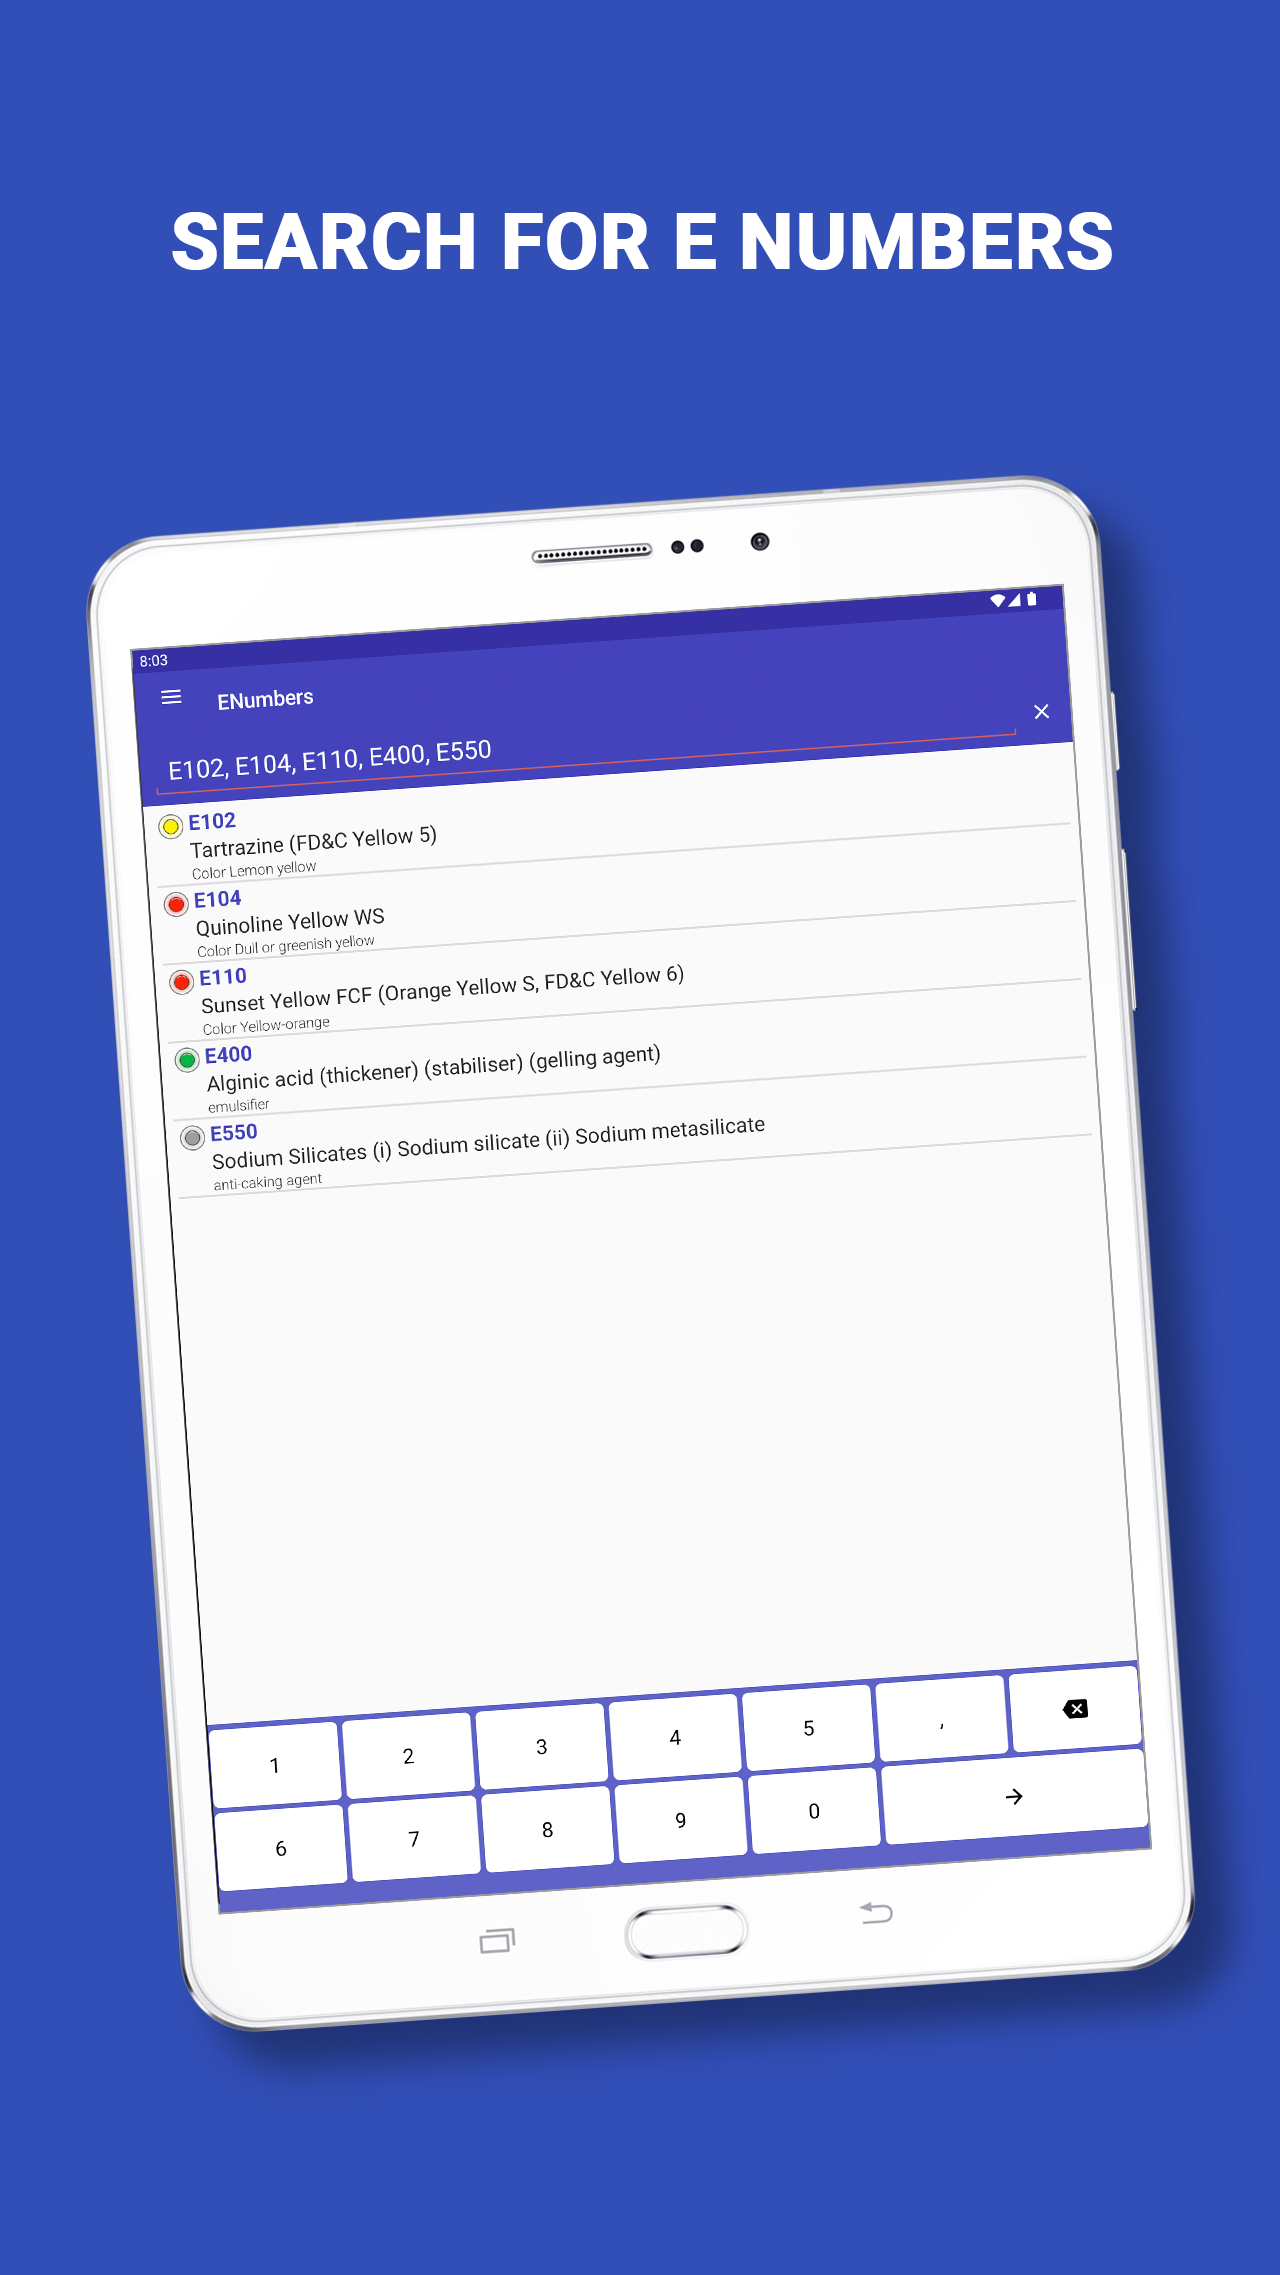 SEARCH FOR E NUMBERS
8:03
ENumbers
E102, E104, E110, E400, E550
E102
Tartrazine (FD&C Yellow 5)
Color Lemon yellow
E104
Quinoline Yellow WS
Color Dull or greenish yellow
E110
Sunset Yellow FCF (Orange Yellow S, FD&C Yellow 6)
Color Yellow-orange
E400
Alginic acid (thickener) (stabiliser) (gelling agent)
emulsifier
E550
Sodium Silicates (i) Sodium silicate (ii) Sodium metasilicate
anti-caking agent
1 2 3 4 5 ,
6 7 8 9 0